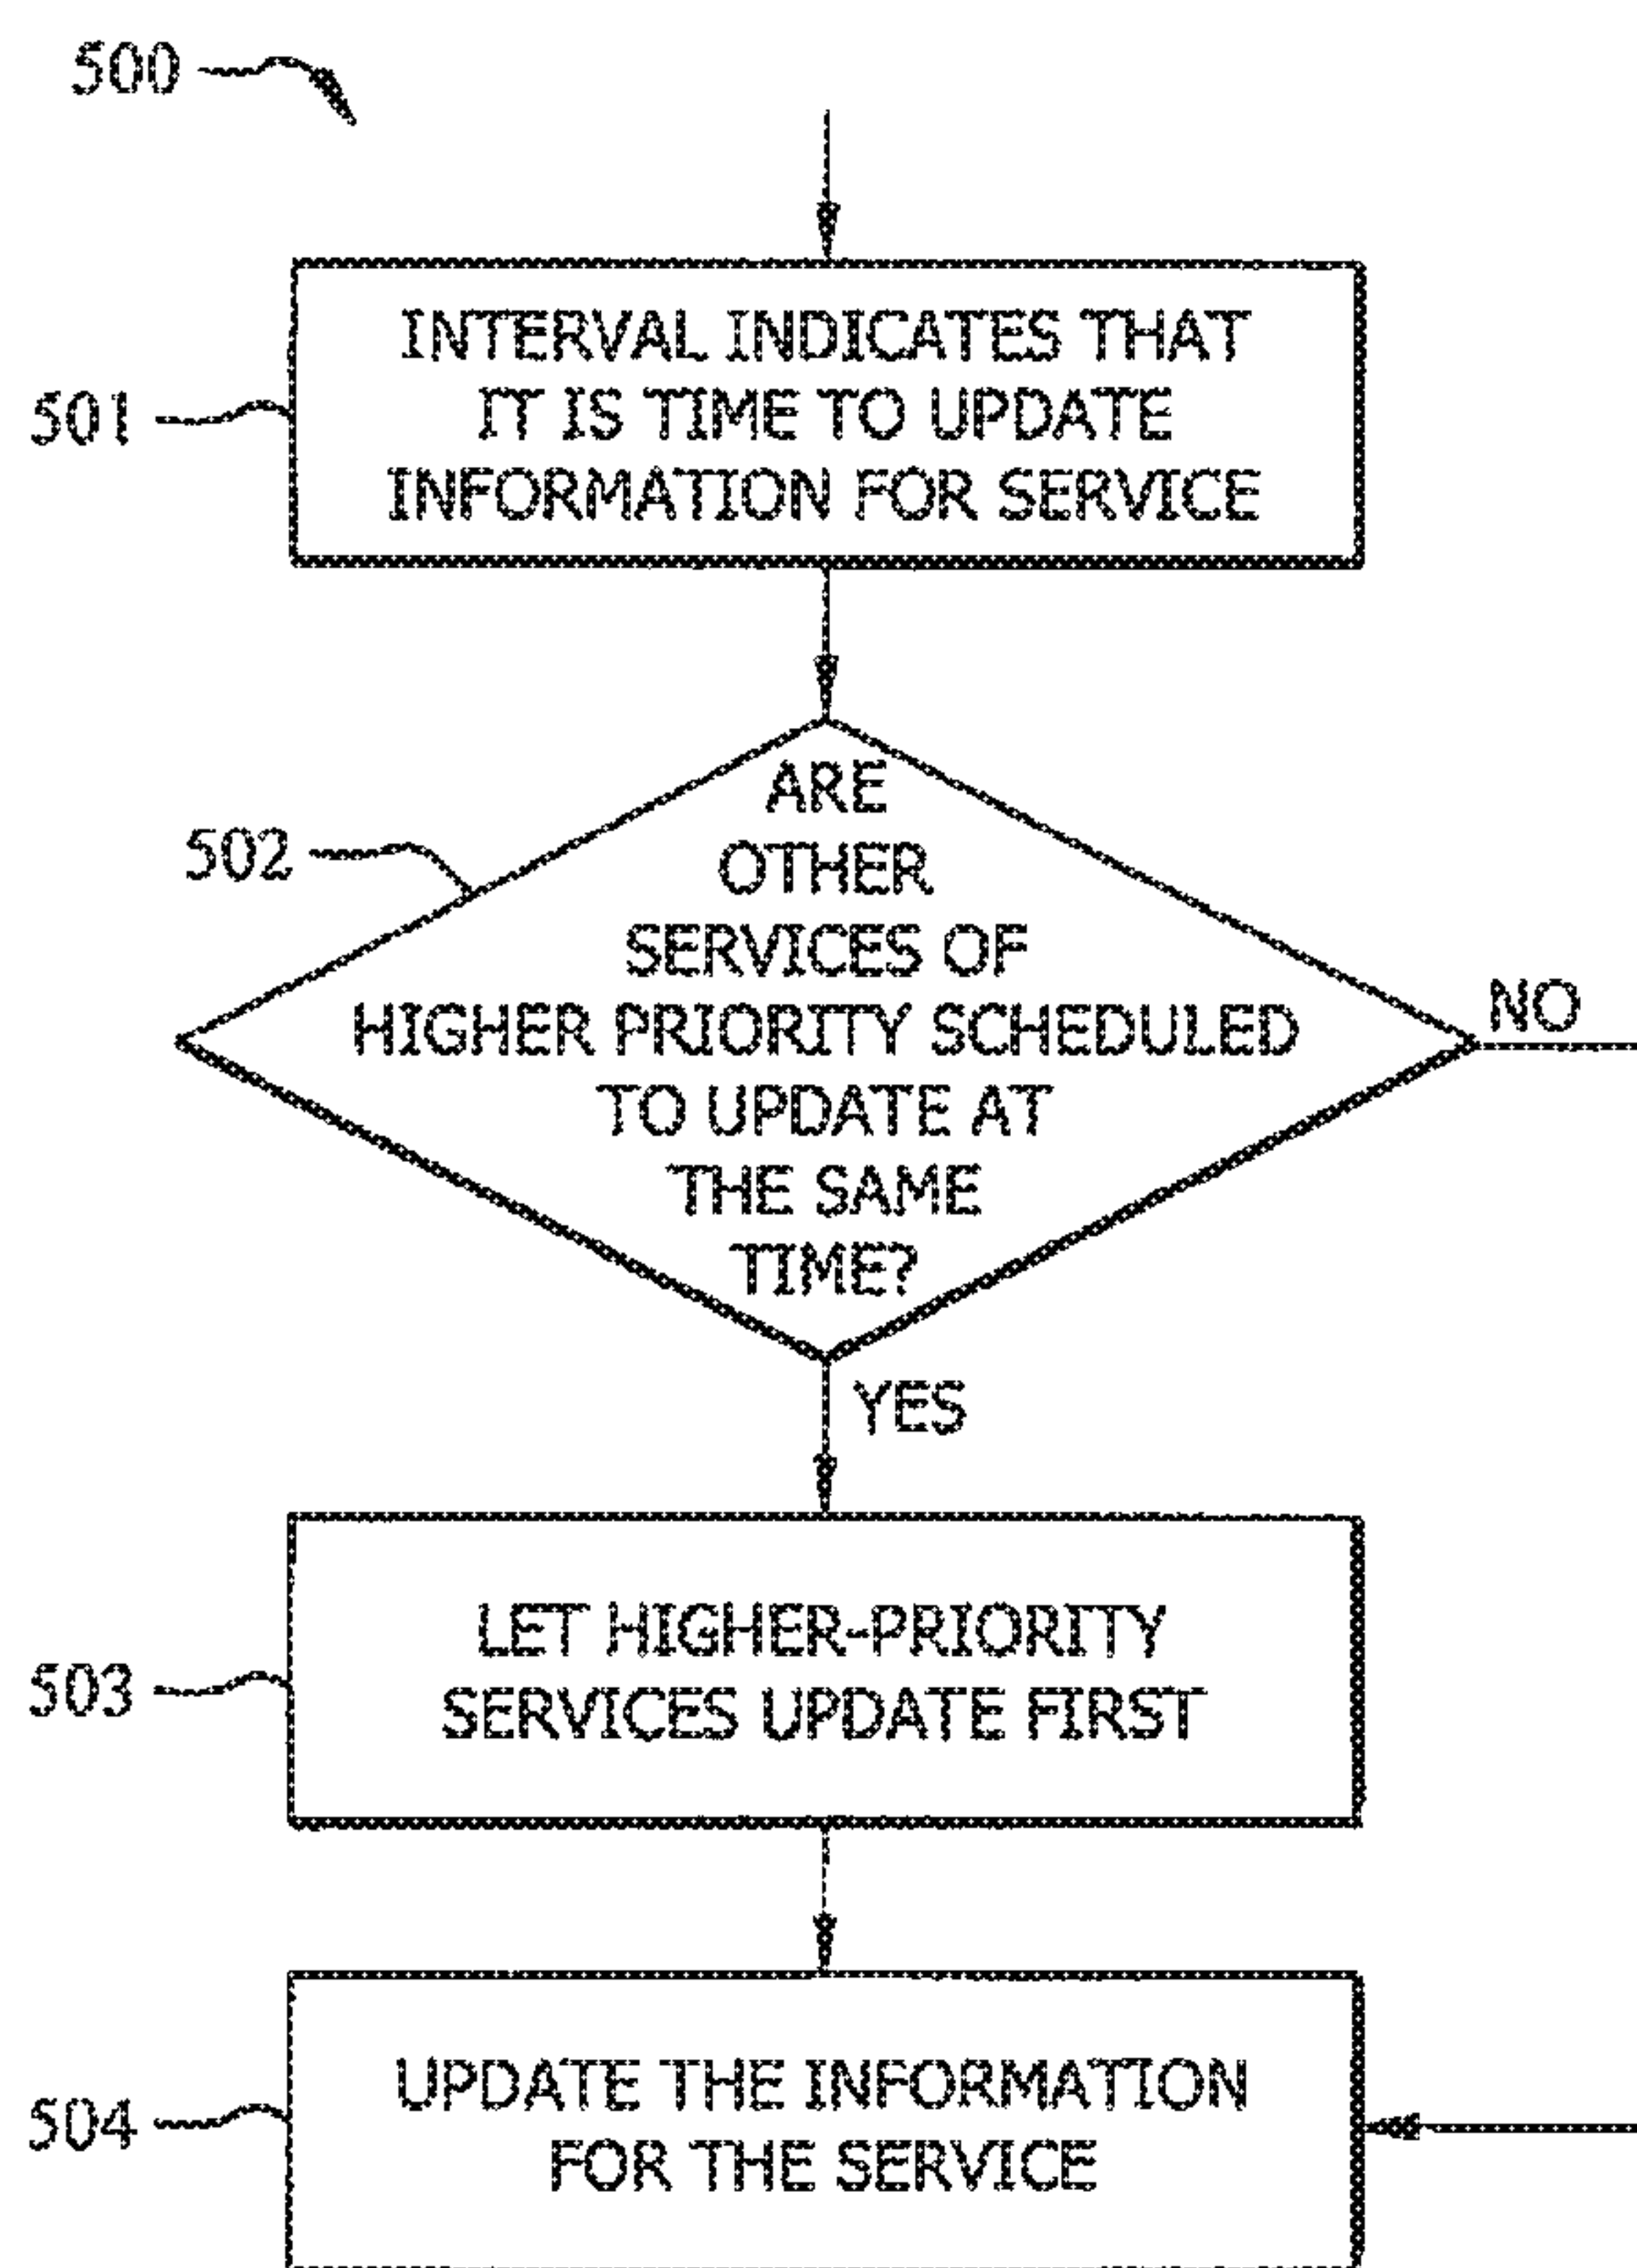 500
INTERVAL INDICATES THAT
IT IS TIME TO UPDATE
INFORMATION FOR SERVICE
501
ARE
OTHER
SERVICES OF
HIGHER PRIORITY SCHEDULED
TO UPDATE AT
THE SAME
TIME?
502
NO
YES
LET HIGHER-PRIORITY
SERVICES UPDATE FIRST
503
UPDATE THE INFORMATION
FOR THE SERVICE
504